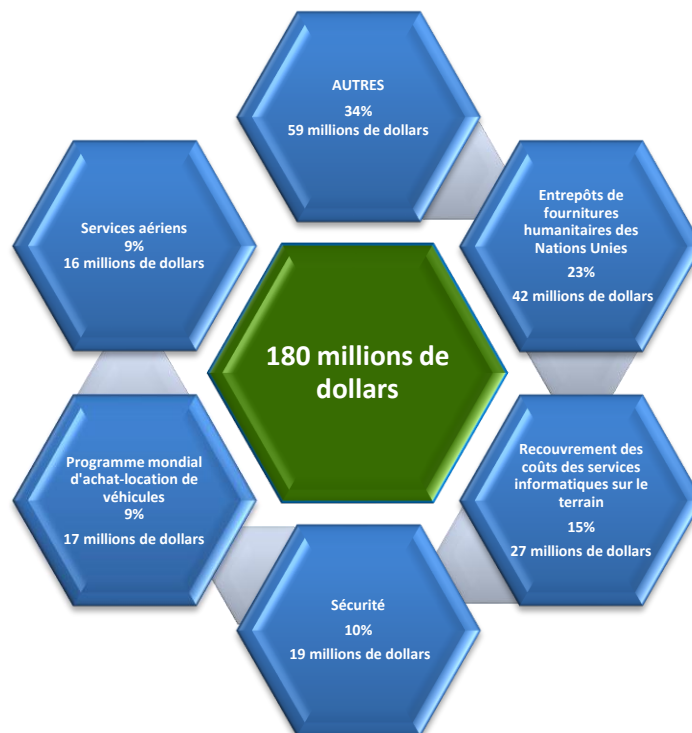 AUTRES
34%
59 millions de dollars
Entrepôts de
fournitures
humanitaires des
Nations Unies
23%
42 millions de dollars
Recouvrement des
coûts des services
informatiques sur le
terrain
15%
27 millions de dollars
Sécurité
10%
19 millions de dollars
Programme mondial
d'achat-location de
véhicules
9%
17 millions de dollars
Services aériens
9%
16 millions de dollars
180 millions de
dollars